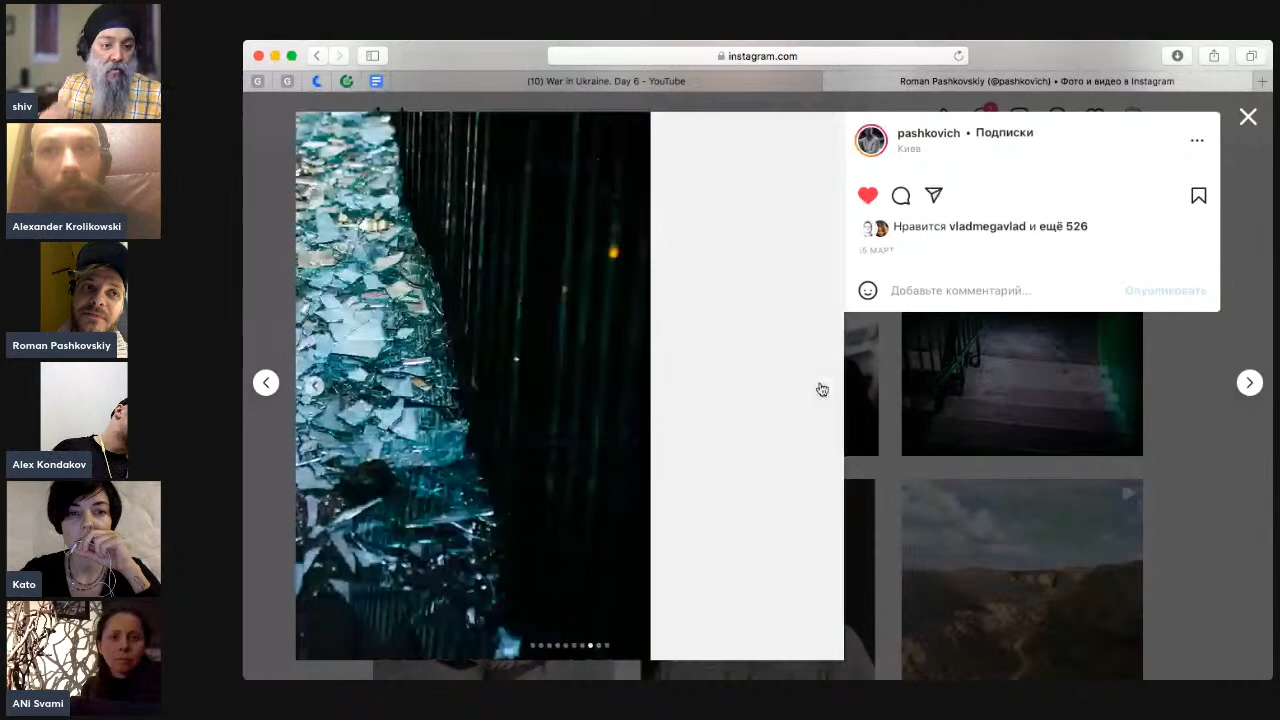 shiv
Alexander Krolikowski
Roman Pashkovskiy
Alex Kondakov
Kato
ANi Svami
instagram.com
G
G
(10) War in Ukraine. Day 6 - YouTube
Roman Pashkovskiy (@pashkovich) • Фото и видео в Instagram
pashkovich • Подписки
Киев
Нравится vladmegavlad и ещё 526
Добавьте комментарий...
Опубликовать